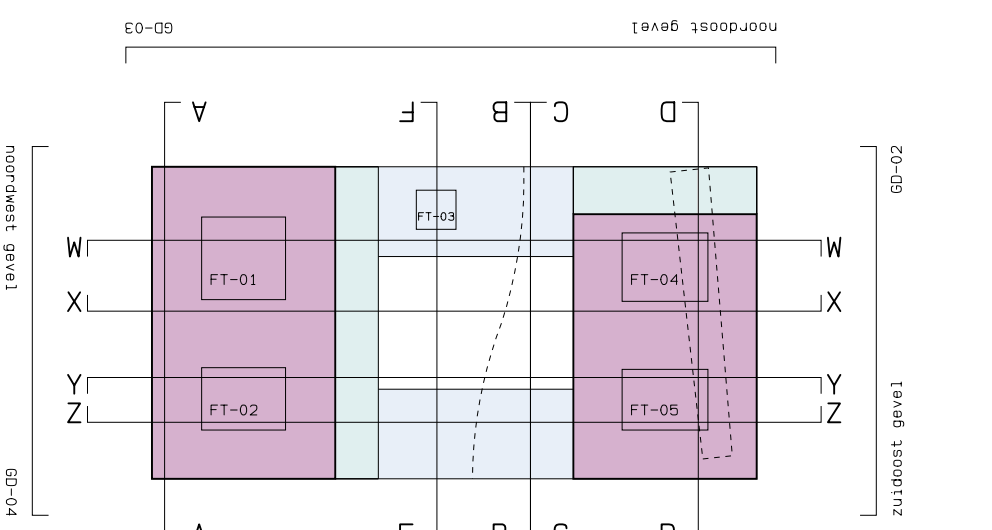 GD-03
noordoost gevel
A
F
B
C
D
noordwest gevel
GD-02
FT-03
M
M
FT-01
FT-04
X
X
Y
Y
FT-02
FT-05
Z
Z
zuidoost gevel
GD-04